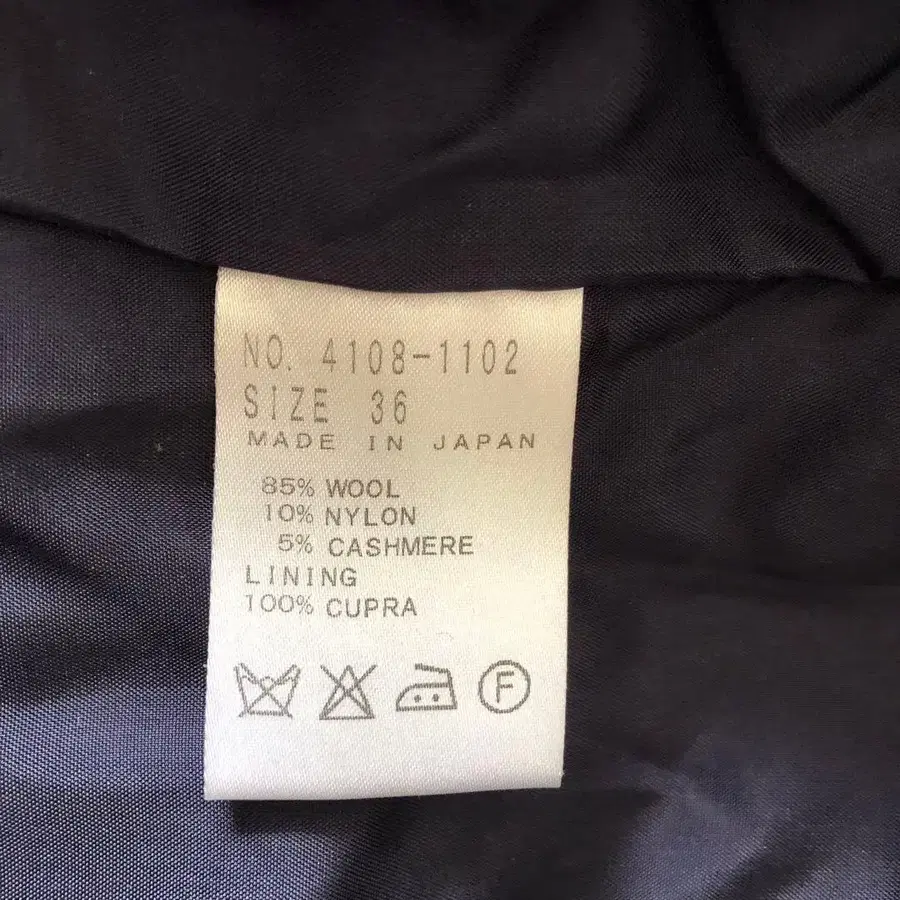 NO. 4108-1102
SIZE 36
MADE IN JAPAN
85% WOOL
10% NYLON
5% CASHMERE
LINING
100% CUPRA
F